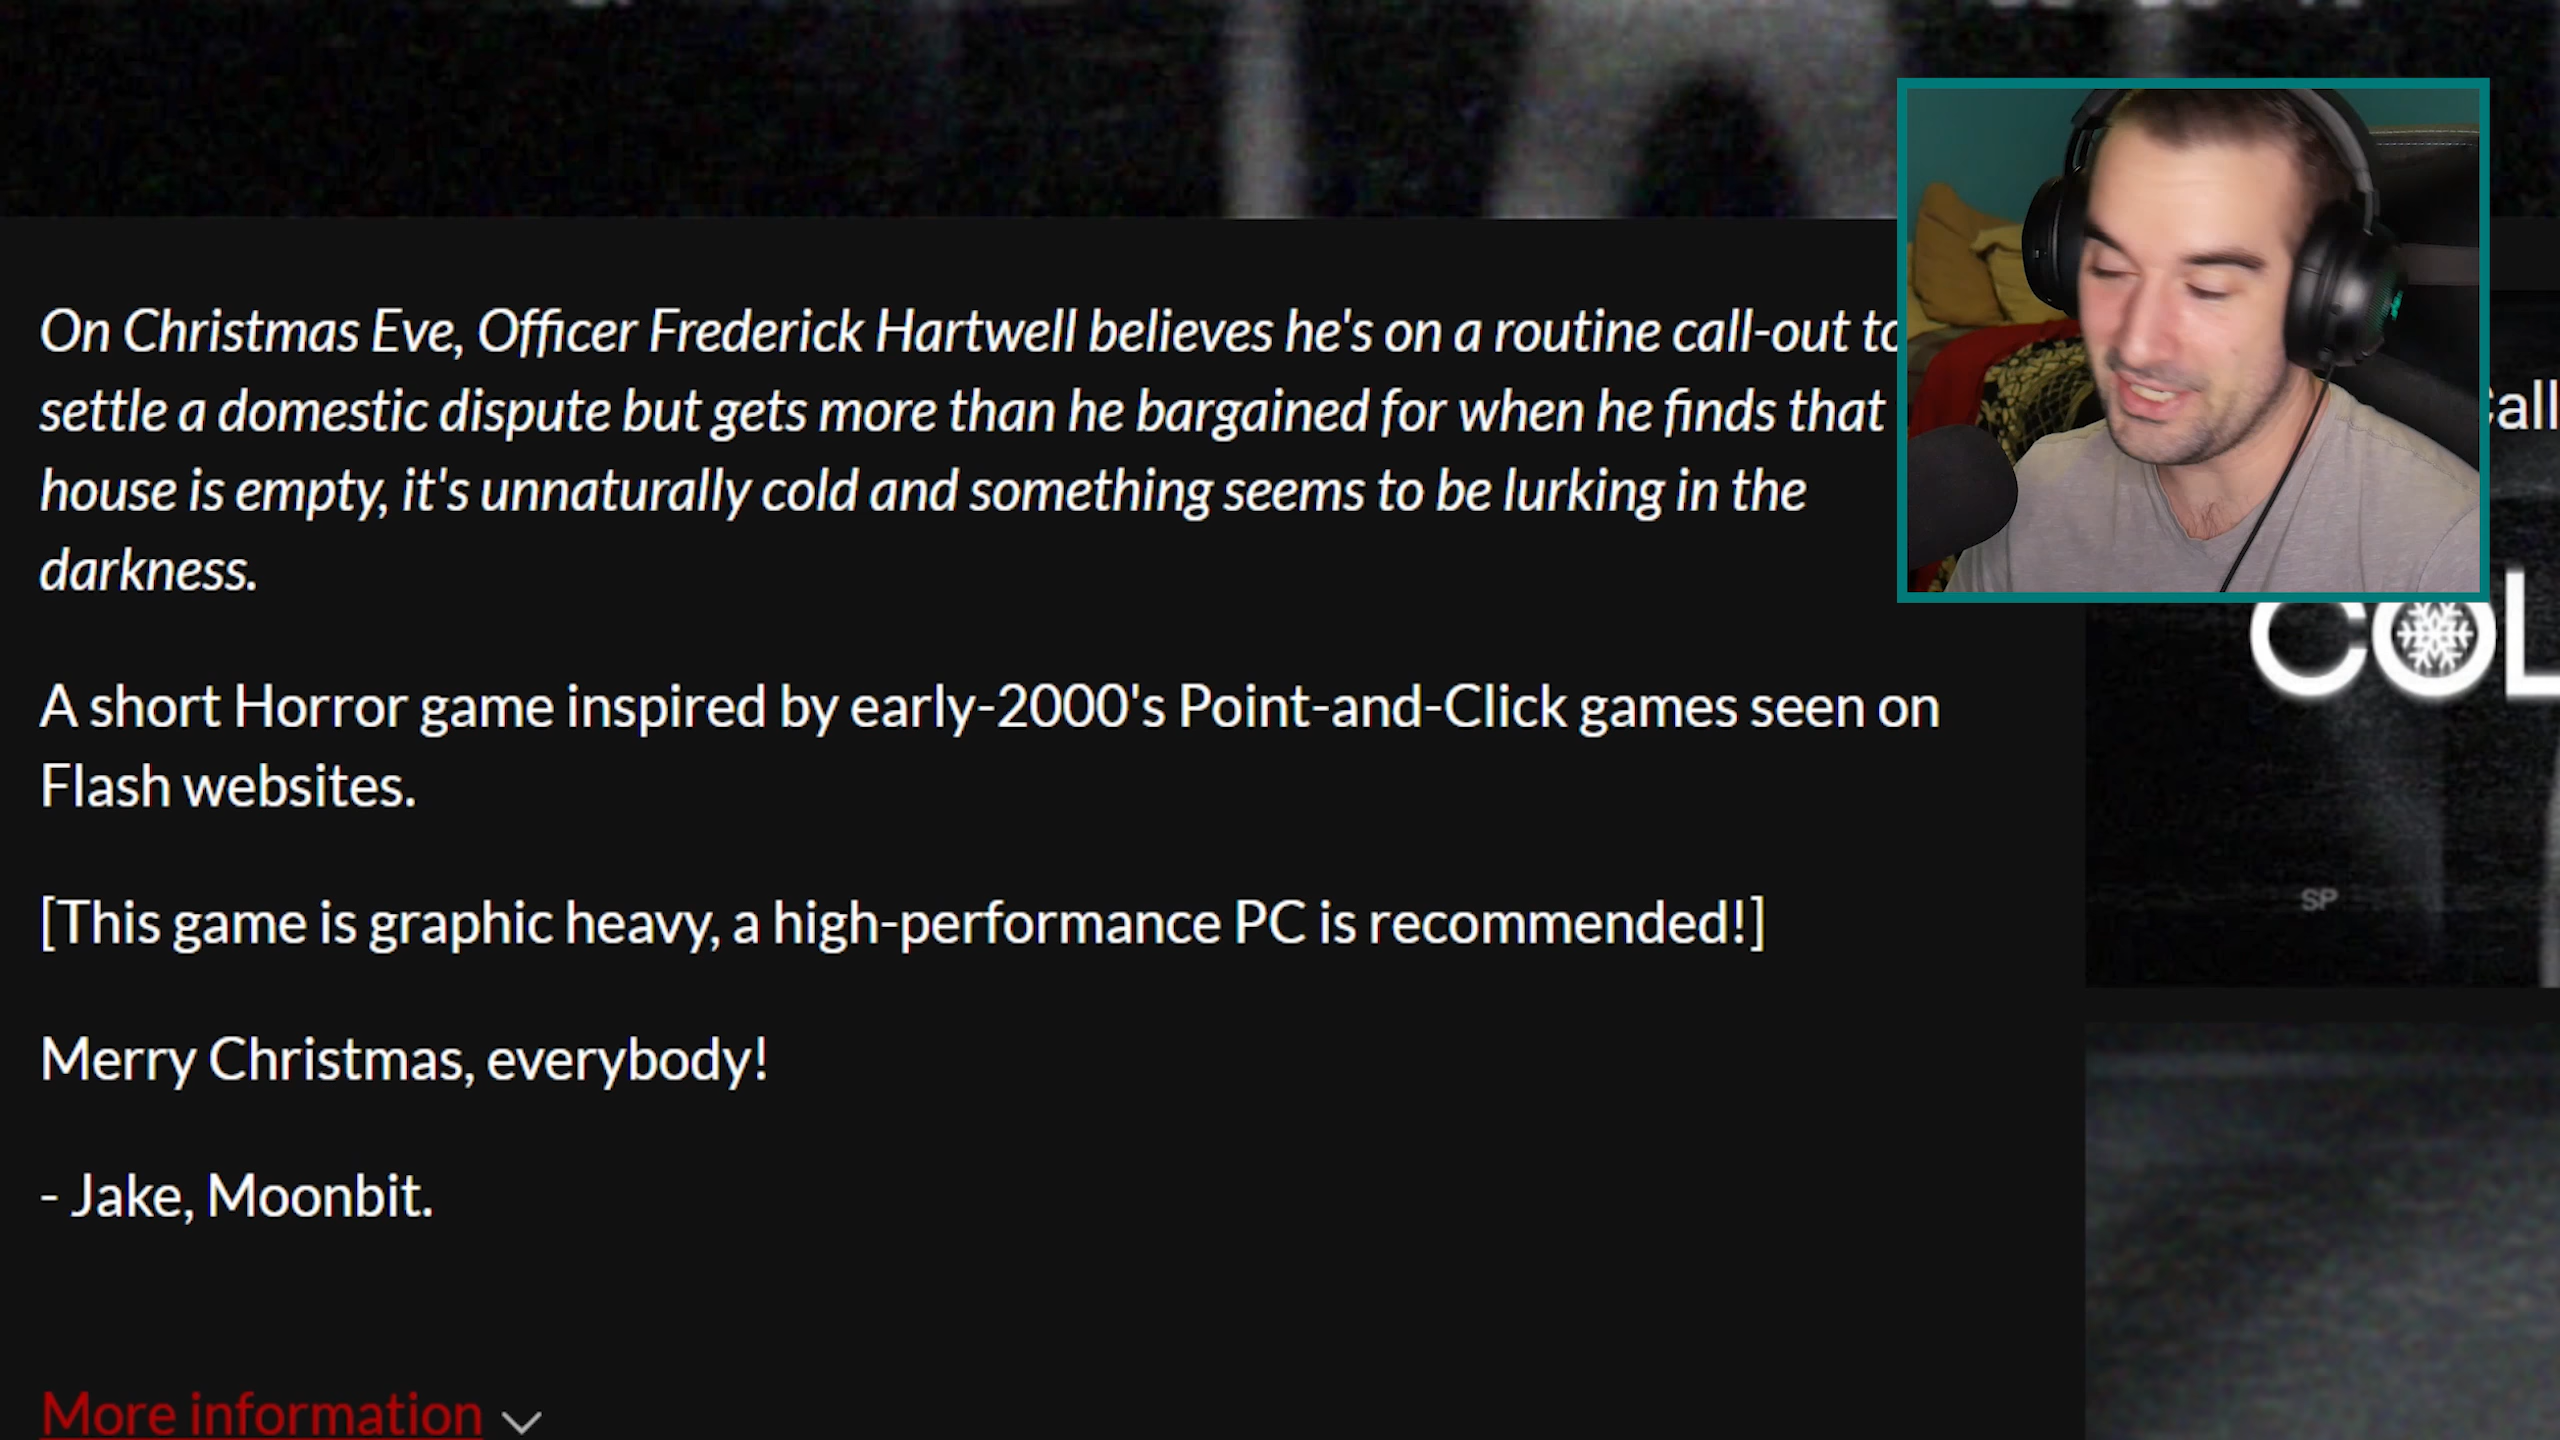 On Christmas Eve, Officer Frederick Hartwell believes he's on a routine call-out to
settle a domestic dispute but gets more than he bargained for when he finds that
house is empty, it's unnaturally cold and something seems to be lurking in the
darkness.
A short Horror game inspired by early-2000's Point-and-Click games seen on
Flash websites.
[This game is graphic heavy, a high-performance PC is recommended!]
Merry Christmas, everybody!
- Jake, Moonbit.
More information
Call
COL
SP